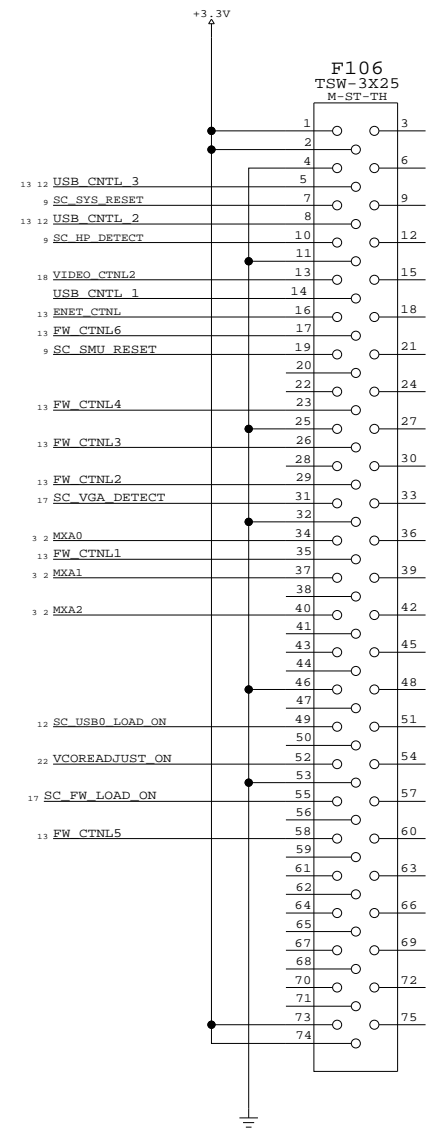 +3.3V
F106
TSW-3X25
M-ST-TH
1 3
2
4 6
13 12 USB_CNTL_3 5
9 SC_SYS_RESET 7 9
13 12 USB_CNTL_2 8
9 SC_HP_DETECT 10 12
11
18 VIDEO_CTNL2 13 15
USB_CNTL_1 14
13 ENET_CTNL 16 18
13 FW_CTNL6 17
9 SC_SMU_RESET 19 21
20
22 24
13 FW_CTNL4 23
25 27
13 FW_CTNL3 26
28 30
13 FW_CTNL2 29
17 SC_VGA_DETECT 31 33
32
3 2 MXA0 34 36
13 FW_CTNL1 35
3 2 MXA1 37 39
38
3 2 MXA2 40 42
41
43 45
44
46 48
47
12 SC_USB0_LOAD_ON 49 51
50
22 VCOREADJUST_ON 52 54
53
17 SC_FW_LOAD_ON 55 57
56
13 FW_CTNL5 58 60
59
61 63
62
64 66
65
67 69
68
70 72
71
73 75
74